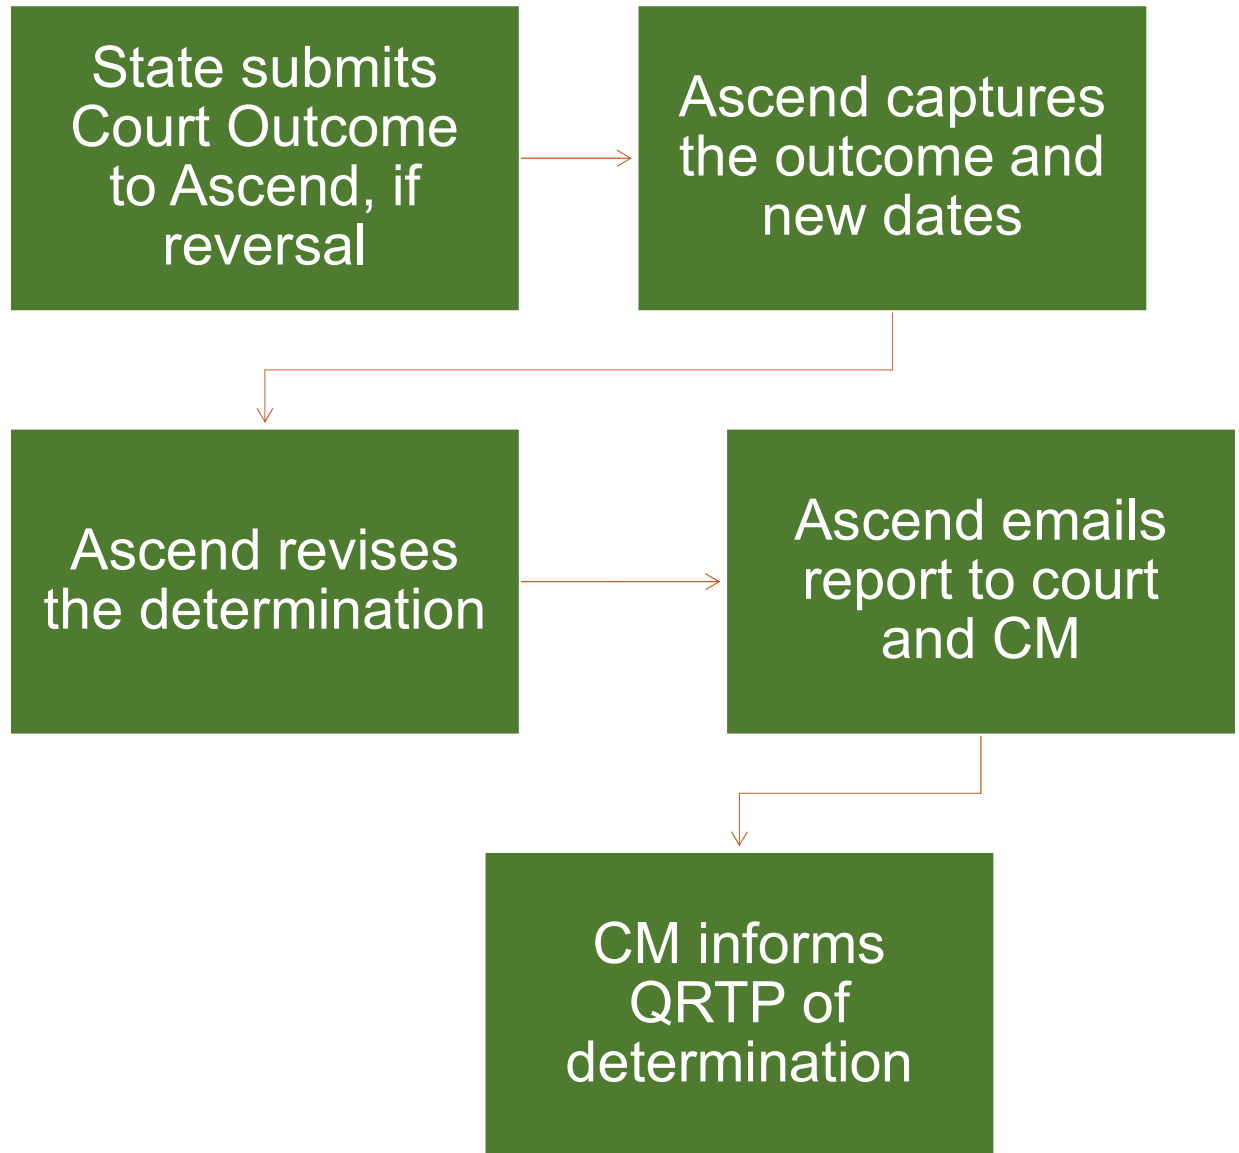 State submits
Court Outcome
to Ascend, if
reversal
Ascend captures
the outcome and
new dates
Ascend revises
the determination
Ascend emails
report to court
and CM
CM informs
QRTP of
determination